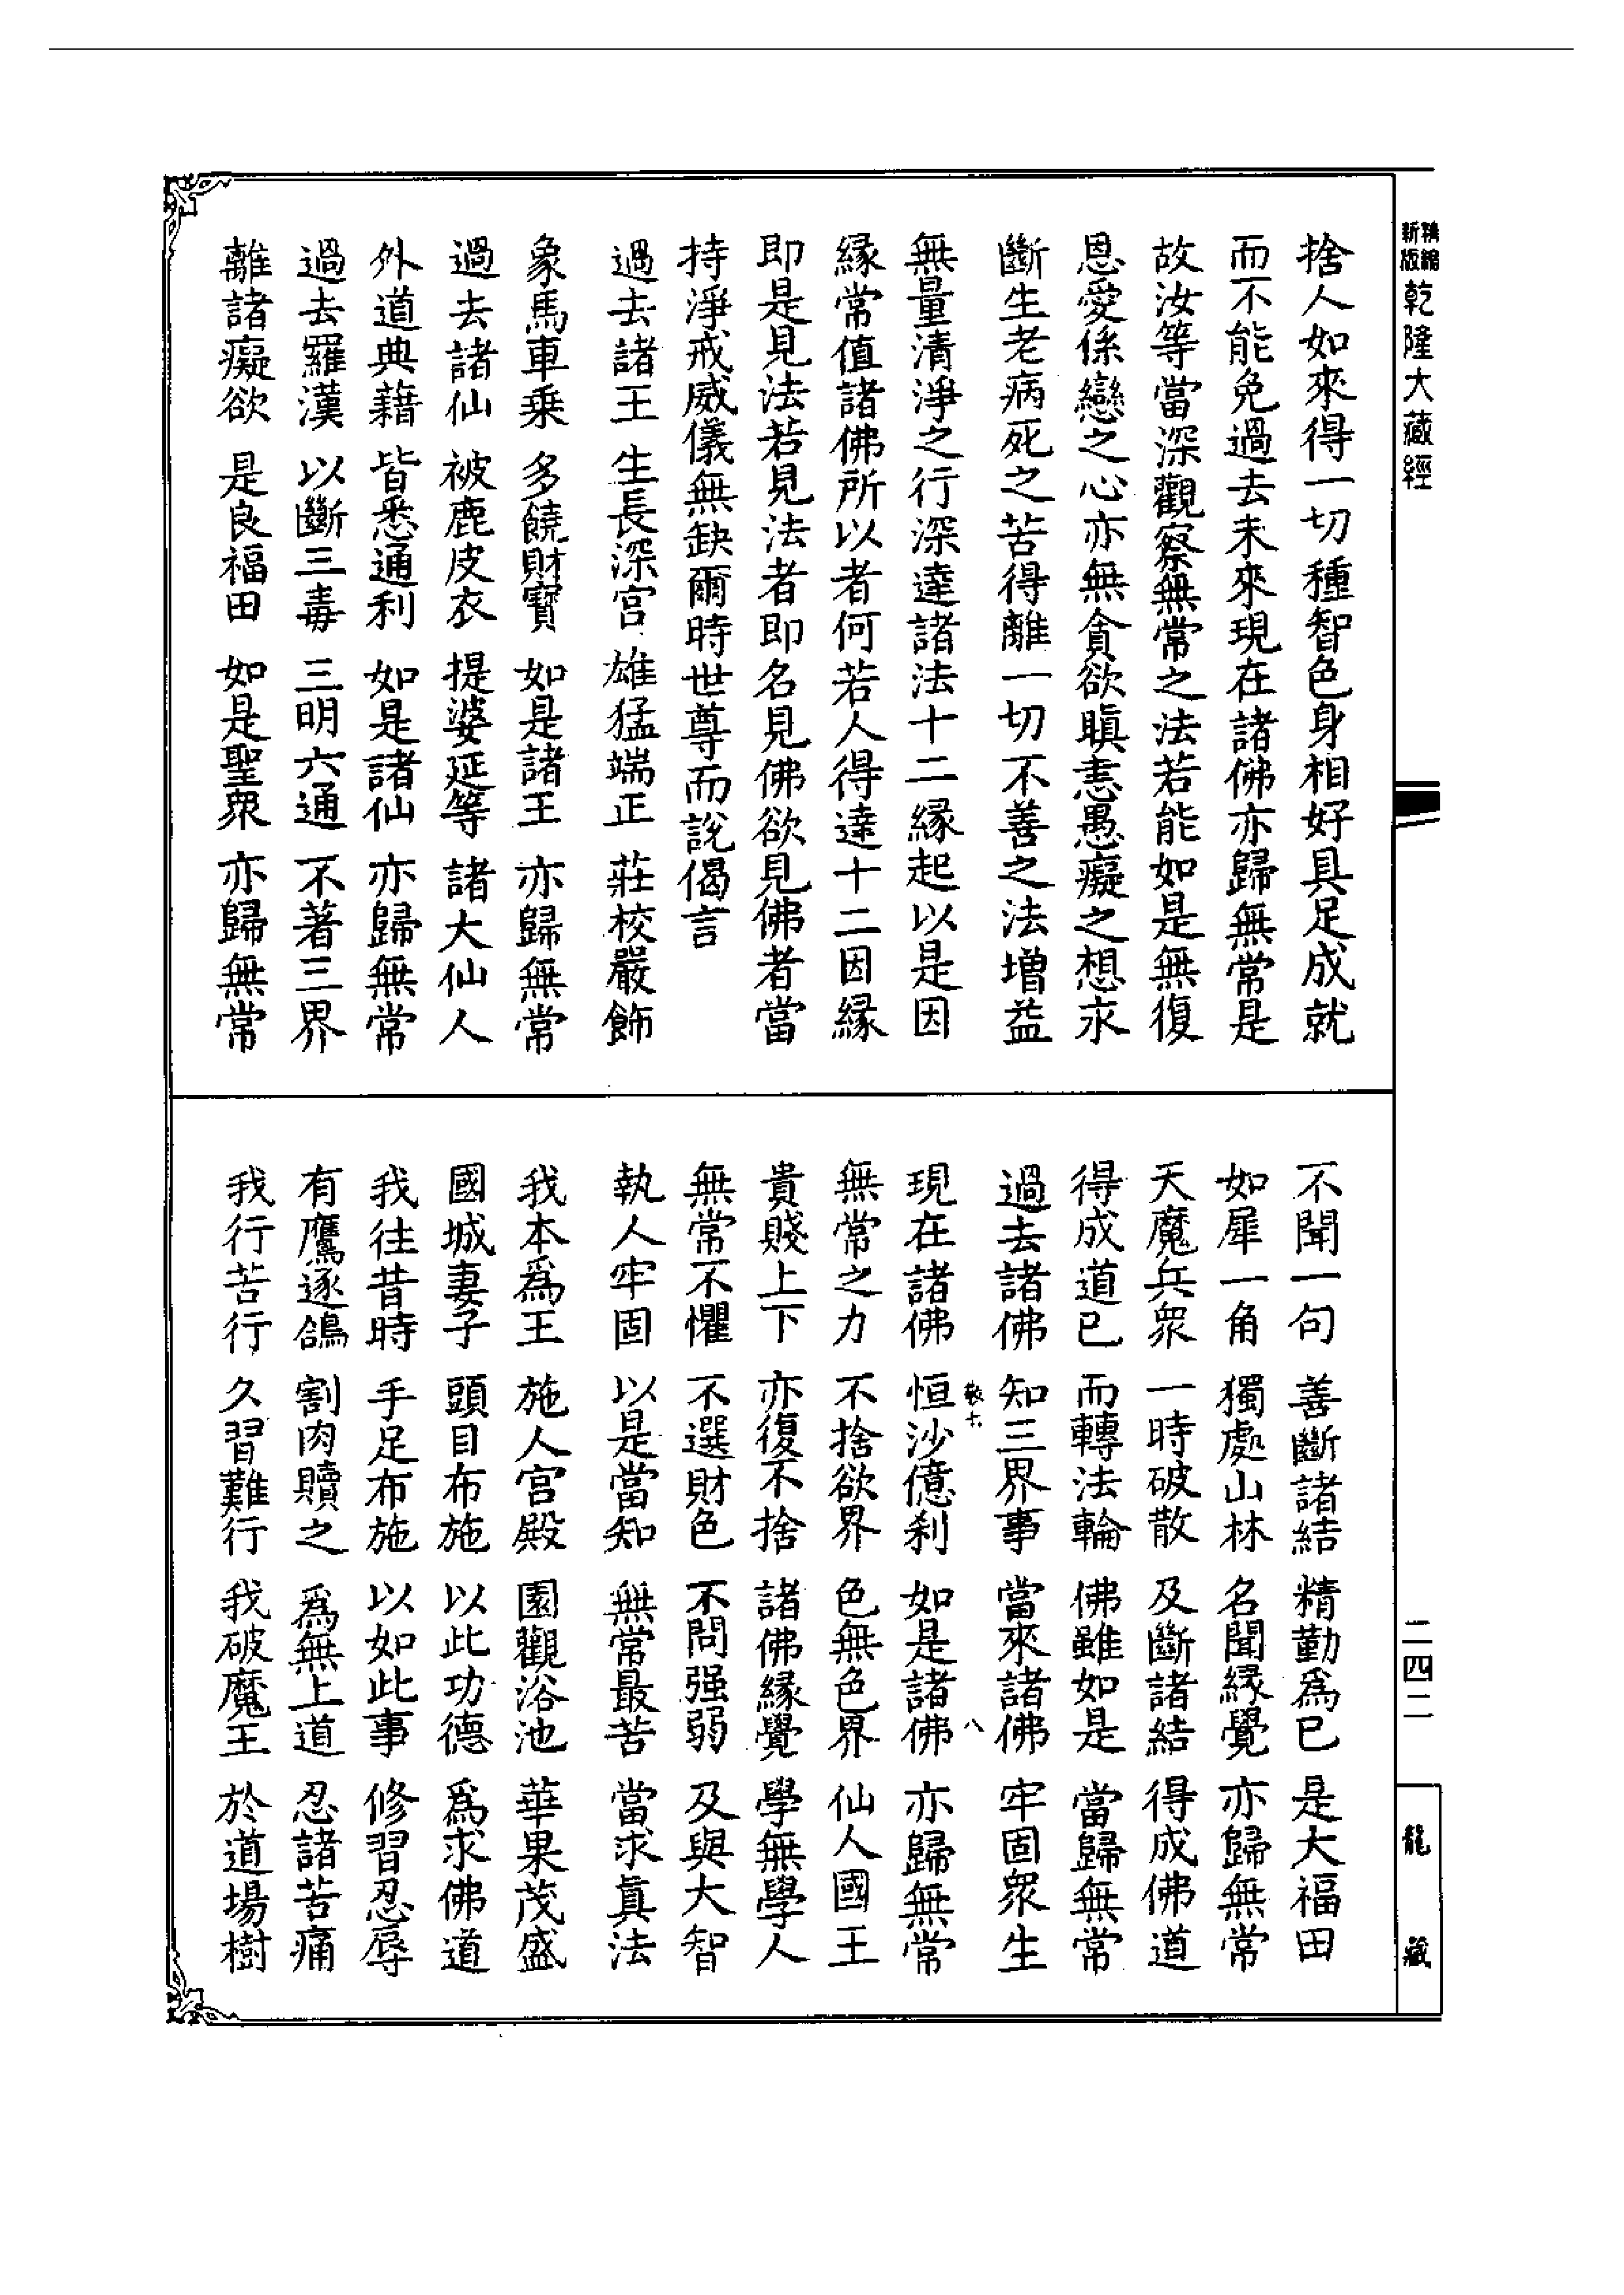 新編縮版乾隆大藏經
捨人如來得一切種智色身相好具足成就
而不能免過去未來現在諸佛亦歸無常是
故汝等當深觀察無常之法若能如是無復
恩愛係戀之心亦無貪欲瞋恚愚癡之想永
斷生老病死之苦得離一切不善之法增益
無量清淨之行深達諸法十二緣起以是因
緣常值諸佛所以者何若人得達十二因緣
即是見法若見法者即名見佛欲見佛者當
持淨戒威儀無缺爾時世尊而說偈言
過去諸王 生長深宮 雄猛端正 莊校嚴飾
象馬車乘 多饒財寶 如是諸王 亦歸無常
過去諸仙 被鹿皮衣 提婆延等 諸大仙人
外道典藉 皆悉通利 如是諸仙 亦歸無常
過去羅漢 以斷三毒 三明六通 不著三界
離諸癡欲 是良福田 如是聖衆 亦歸無常
不聞一句 善斷諸結 精勤為已 是大福田
如犀一角 獨處山林 名聞緣覺 亦歸無常
天魔兵衆 一時破散 及斷諸結 得成佛道
得成道已 而轉法輪 佛雖如是 當歸無常
過去諸佛 知三界事 當來諸佛 牢固衆生
八
現在諸佛 恒沙億刹 如是諸佛 亦歸無常
無常之力 不捨欲界 色無色界 仙人國王
貴賤上下 亦復不捨 諸佛緣覺 學無學人
無常不懼 不選財色 不問强弱 及與大智
執人牢固 以是當知 無常最苦 當求真法
我本為王 施人宮殿 園觀浴池 華果茂盛
國城妻子 頭目布施 以此功德 為求佛道
我往昔時 手足布施 以如此事 修習忍辱
有鷹逐鴿 割肉贖之 為無上道 忍諸苦痛
我行苦行 久習難行 我破魔王 於道場樹
二四二
龍藏